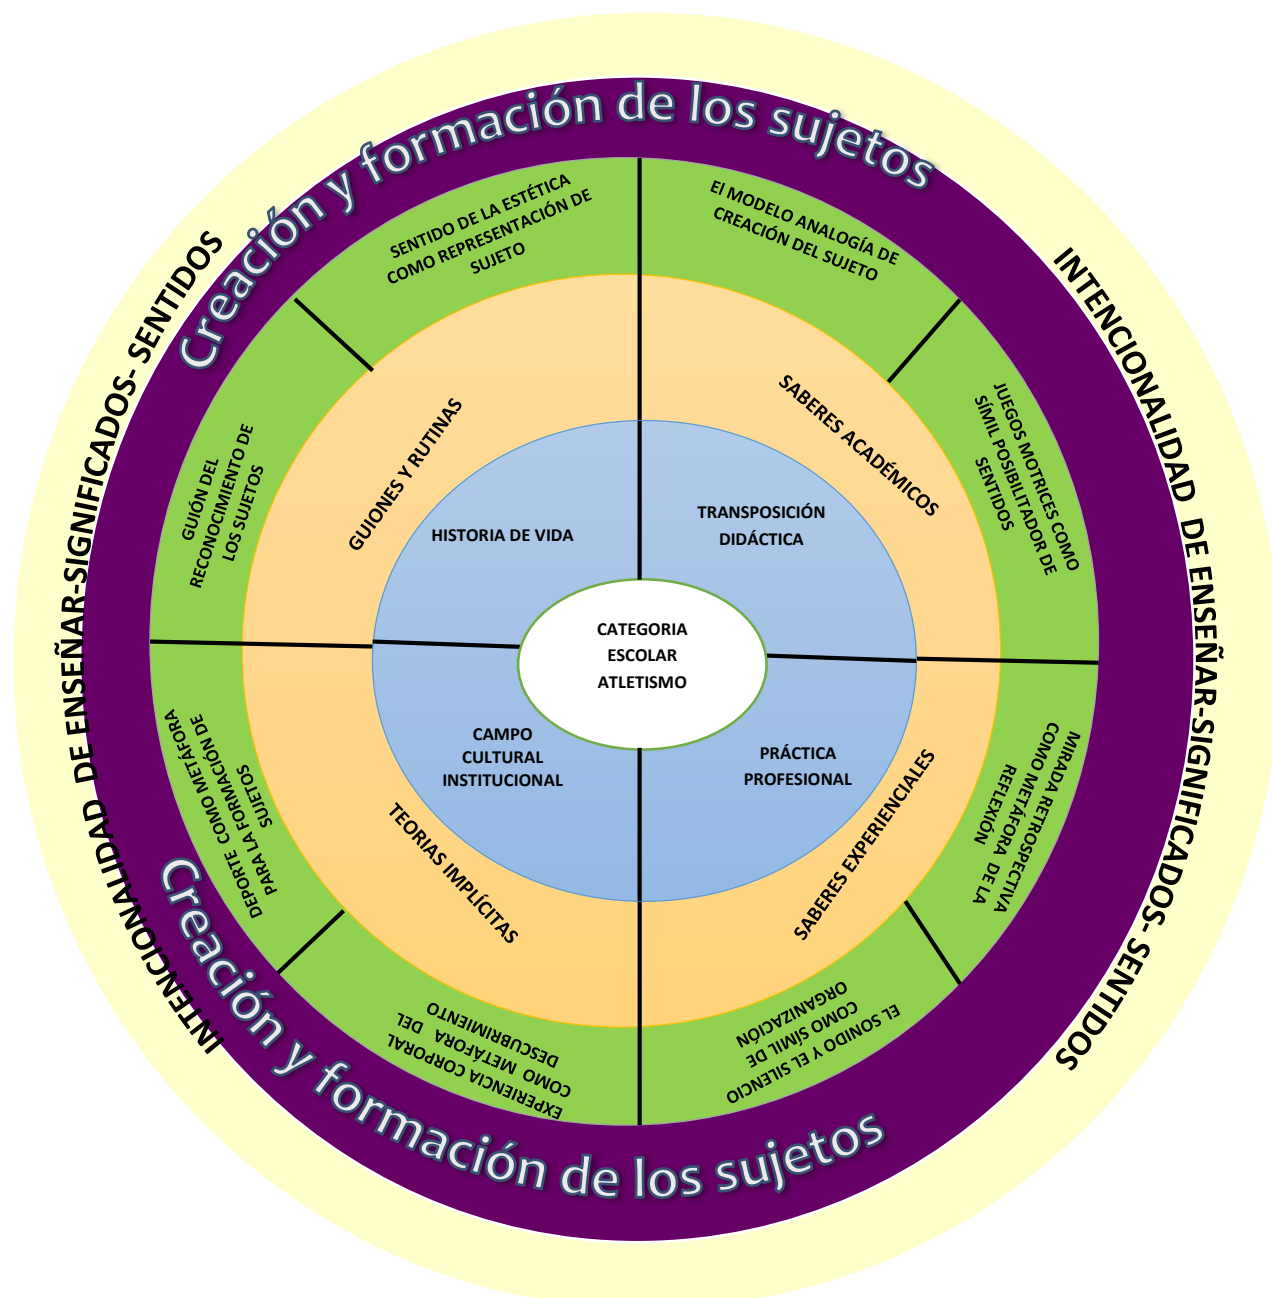 Creación y formación de los sujetos
INTENCIONALIDAD DE ENSEÑAR-SIGNIFICADOS- SENTIDOS
INTENCIONALIDAD DE ENSEÑAR-SIGNIFICADOS- SENTIDOS
SENTIDO DE LA ESTÉTICA
COMO REPRESENTACIÓN DE
SUJETO
El MODELO ANALOGÍA DE
CREACIÓN DEL SUJETO
GUIÓN DEL
RECONOCIMIENTO DE
LOS SUJETOS
JUEGOS MOTRICES COMO
SÍMIL POSIBILITADOR DE
SENTIDOS
GUIONES Y RUTINAS
SABERES ACADÉMICOS
HISTORIA DE VIDA
TRANSPOSICIÓN
DIDÁCTICA
CATEGORIA
ESCOLAR
ATLETISMO
CAMPO
CULTURAL
INSTITUCIONAL
PRÁCTICA
PROFESIONAL
TEORIAS IMPLÍCITAS
SABERES EXPERIENCIALES
DEPORTE COMO METÁFORA
PARA LA FORMACIÓN DE
SUJETOS
MIRADA RETROSPECTIVA
COMO METÁFORA DE LA
REFLEXIÓN
EXPERIENCIA CORPORAL
COMO METÁFORA DEL
DESCUBRIMIENTO
EL SONIDO Y EL SILENCIO
COMO SÍMIL DE
ORGANIZACIÓN
Creación y formación de los sujetos